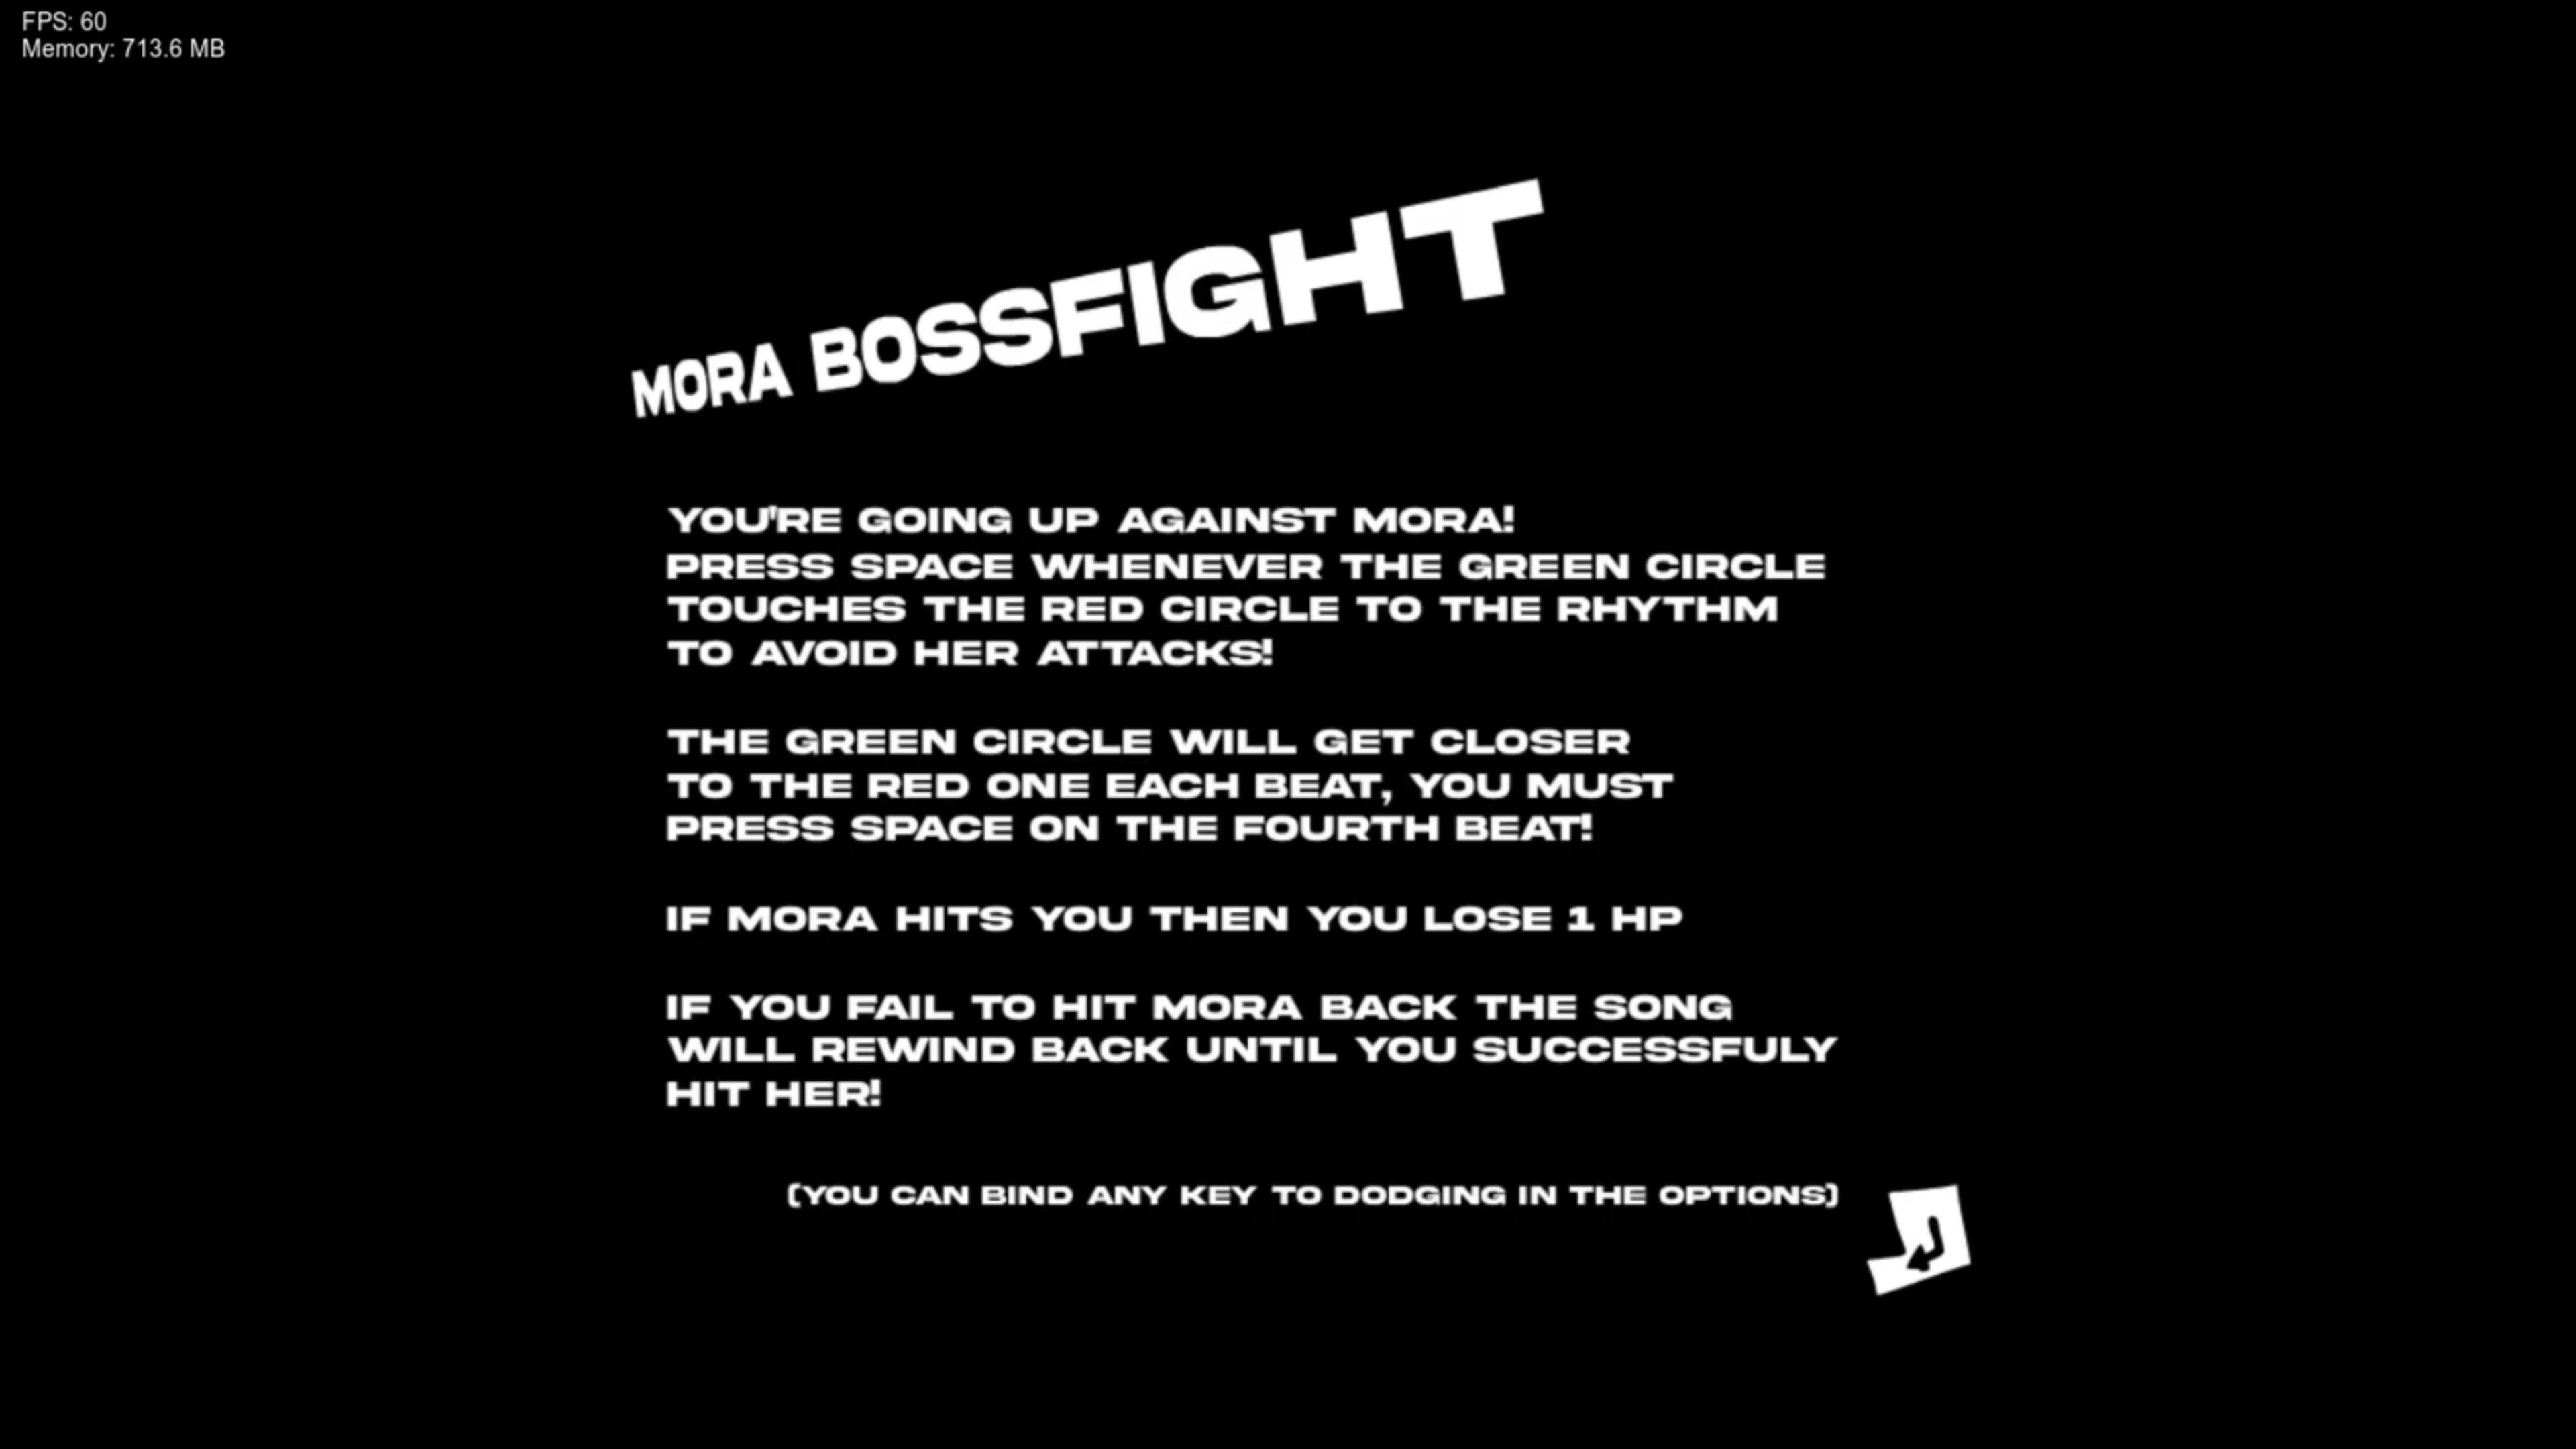 FPS: 60
Memory: 713.6 MB
MORA BOSSFIGHT
YOU'RE GOING UP AGAINST MORA!
PRESS SPACE WHENEVER THE GREEN CIRCLE
TOUCHES THE RED CIRCLE TO THE RHYTHM
TO AVOID HER ATTACKS!
THE GREEN CIRCLE WILL GET CLOSER
TO THE RED ONE EACH BEAT, YOU MUST
PRESS SPACE ON THE FOURTH BEAT!
IF MORA HITS YOU THEN YOU LOSE 1 HP
IF YOU FAIL TO HIT MORA BACK THE SONG
WILL REWIND BACK UNTIL YOU SUCCESSFULY
HIT HER!
(YOU CAN BIND ANY KEY TO DODGING IN THE OPTIONS)